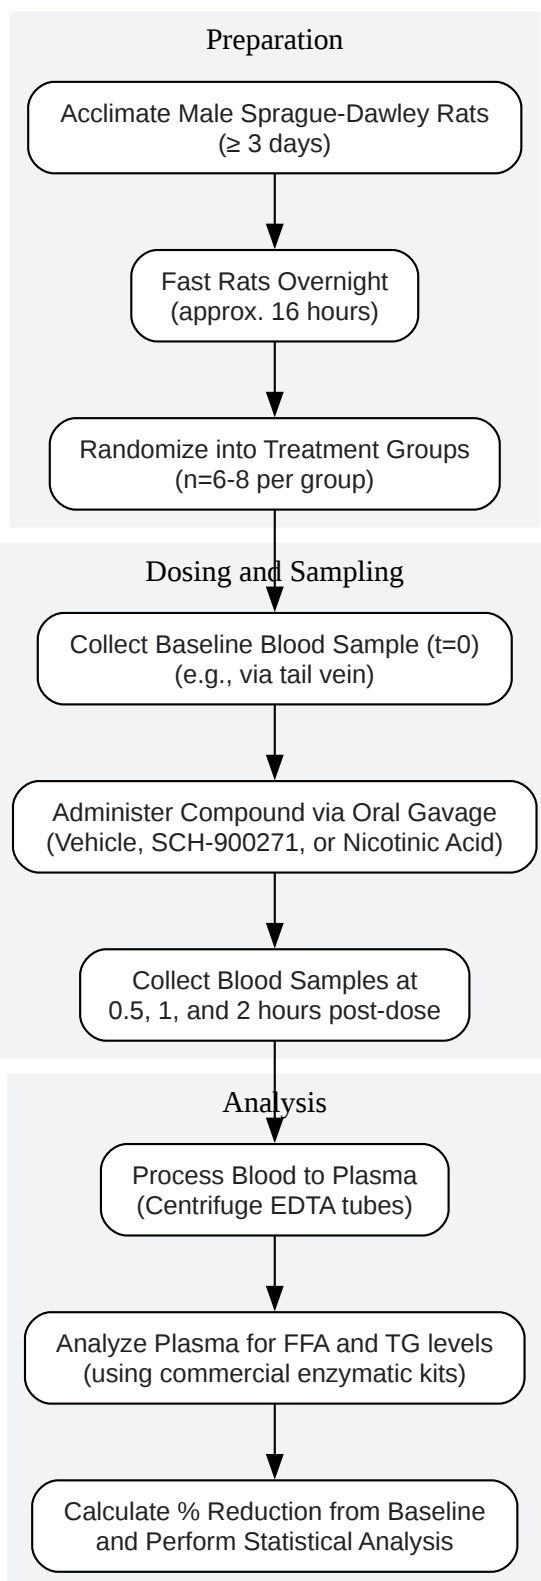 Preparation
Acclimate Male Sprague-Dawley Rats
(≥ 3 days)
Fast Rats Overnight
(approx. 16 hours)
Randomize into Treatment Groups
(n=6-8 per group)
Dosing and Sampling
Collect Baseline Blood Sample (t=0)
(e.g., via tail vein)
Administer Compound via Oral Gavage
(Vehicle, SCH-900271, or Nicotinic Acid)
Collect Blood Samples at
0.5, 1, and 2 hours post-dose
Analysis
Process Blood to Plasma
(Centrifuge EDTA tubes)
Analyze Plasma for FFA and TG levels
(using commercial enzymatic kits)
Calculate % Reduction from Baseline
and Perform Statistical Analysis